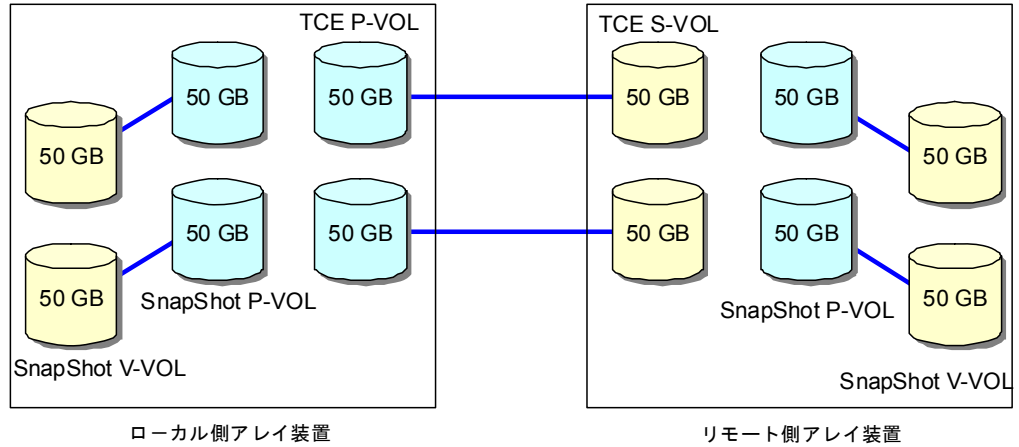 TCE P-VOL
TCE S-VOL
50 GB
50 GB
50 GB
50 GB
50 GB
50 GB
50 GB
50 GB
50 GB
50 GB
50 GB
SnapShot P-VOL
50 GB
SnapShot P-VOL
SnapShot V-VOL
SnapShot V-VOL
ローカル側アレイ装置
リモート側アレイ装置